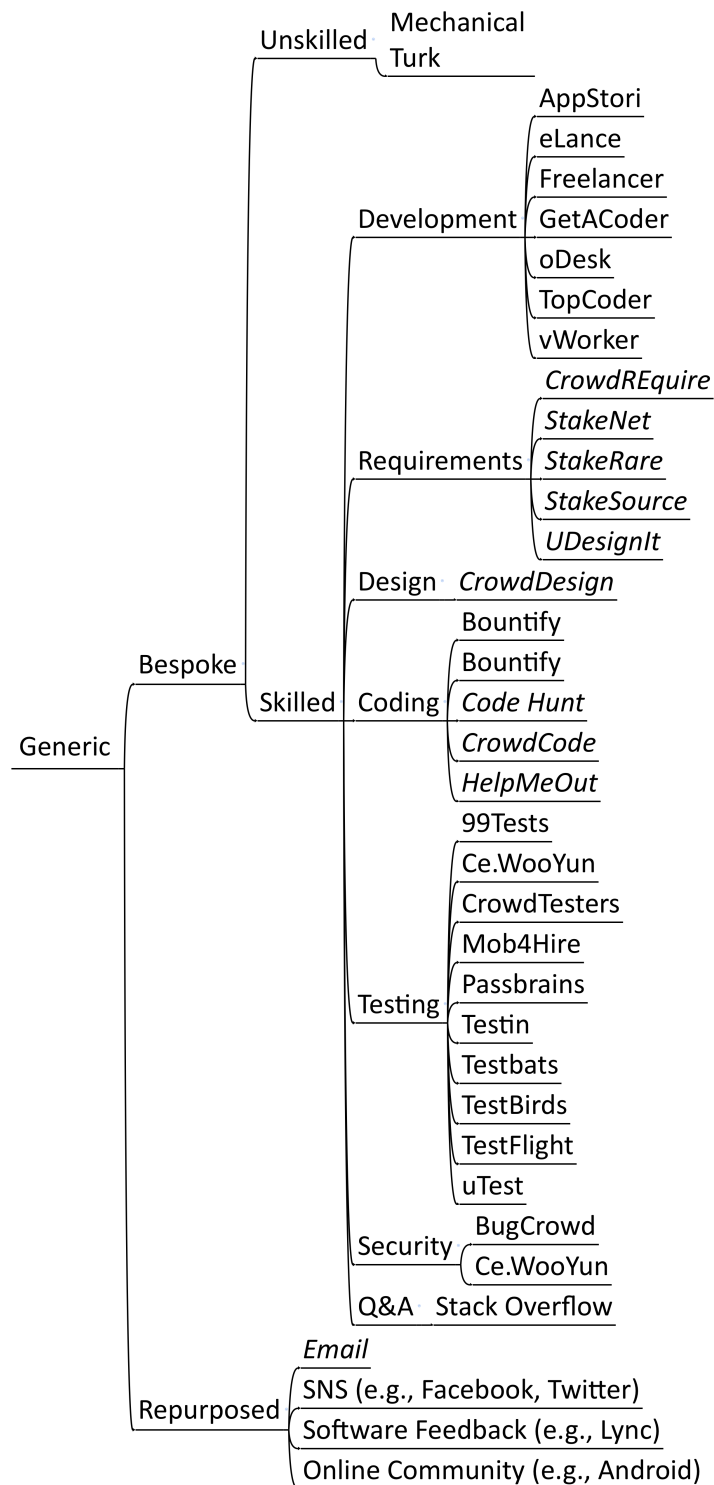 Unskilled
Mechanical
Turk
AppStori
eLance
Freelancer
Development
GetACoder
oDesk
TopCoder
vWorker
CrowdREquire
StakeNet
Requirements
StakeRare
StakeSource
UDesignIt
Design
CrowdDesign
Bountify
Bespoke
Bountify
Skilled
Coding
Code Hunt
Generic
CrowdCode
HelpMeOut
99Tests
Ce.WooYun
CrowdTesters
Mob4Hire
Passbrains
Testing
Testin
Testbats
TestBirds
TestFlight
uTest
BugCrowd
Security
Ce.WooYun
Q&A
Stack Overflow
Email
SNS (e.g., Facebook, Twitter)
Repurposed
Software Feedback (e.g., Lync)
Online Community (e.g., Android)